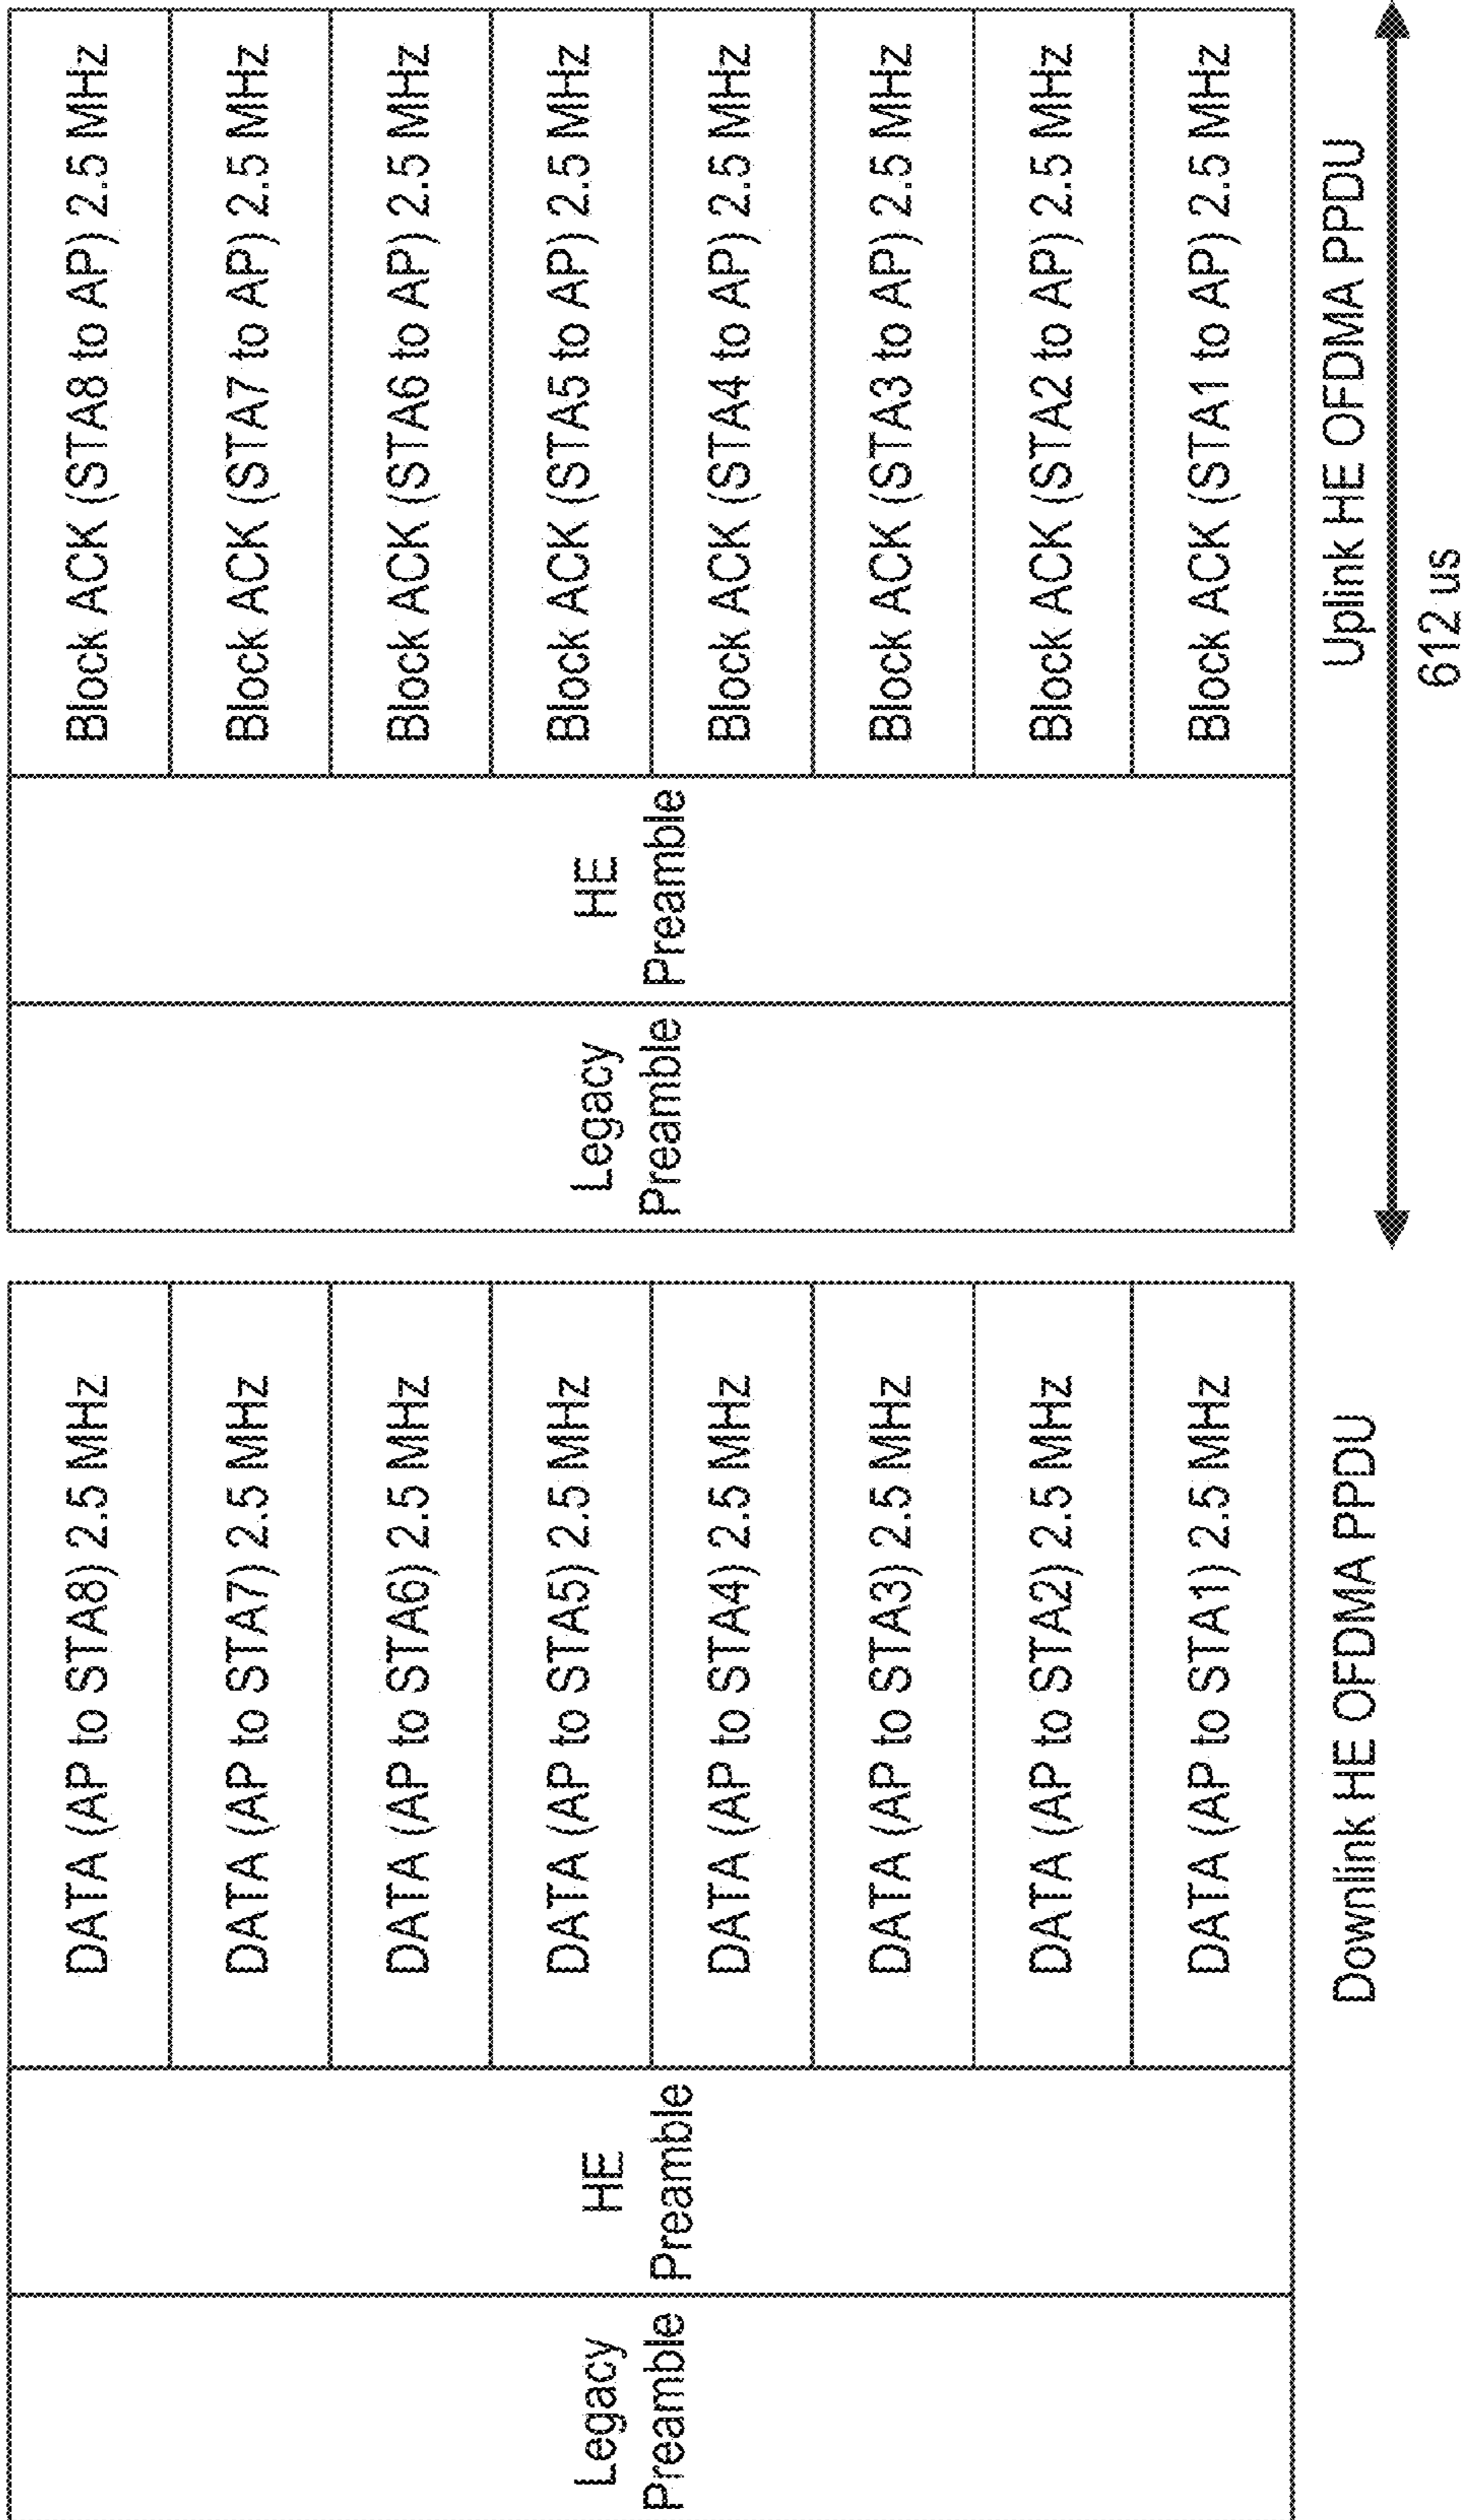 Legacy
Preamble
HE
Preamble
DATA (AP to STA8) 2.5 MHz
DATA (AP to STA7) 2.5 MHz
DATA (AP to STA6) 2.5 MHz
DATA (AP to STA5) 2.5 MHz
DATA (AP to STA4) 2.5 MHz
DATA (AP to STA3) 2.5 MHz
DATA (AP to STA2) 2.5 MHz
DATA (AP to STA1) 2.5 MHz
Downlink HE OFDMA PPDU
Legacy
Preamble
HE
Preamble
Block ACK (STA8 to AP) 2.5 MHz
Block ACK (STA7 to AP) 2.5 MHz
Block ACK (STA6 to AP) 2.5 MHz
Block ACK (STA5 to AP) 2.5 MHz
Block ACK (STA4 to AP) 2.5 MHz
Block ACK (STA3 to AP) 2.5 MHz
Block ACK (STA2 to AP) 2.5 MHz
Block ACK (STA1 to AP) 2.5 MHz
Uplink HE OFDMA PPDU
612 us